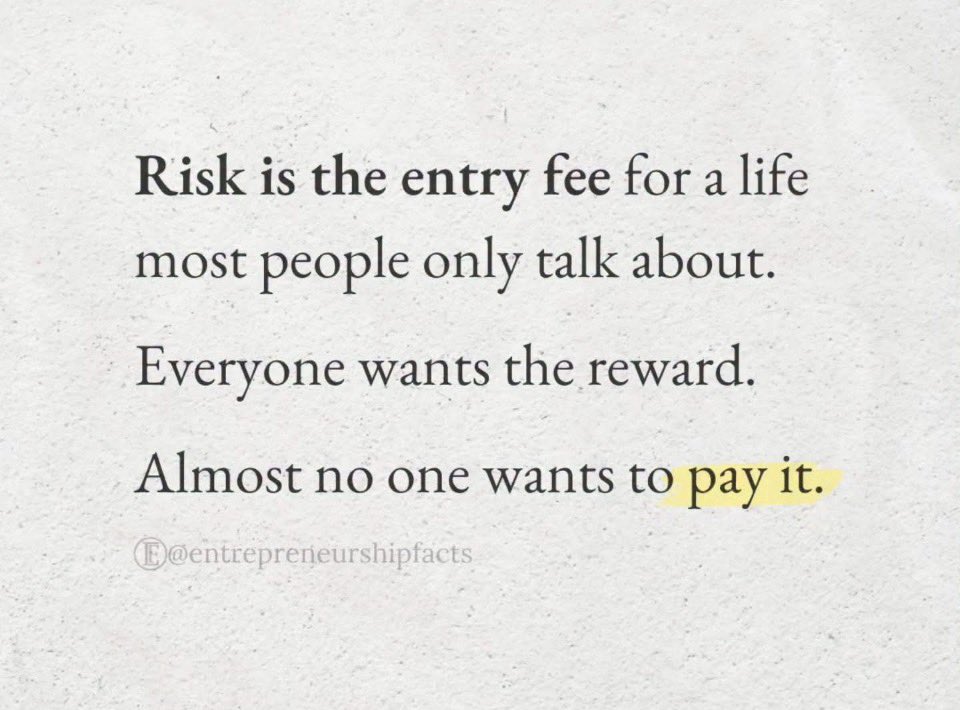 Risk is the entry fee for a life
most people only talk about.
Everyone wants the reward.
Almost no one wants to pay it.
E@entrepreneurshipfacts